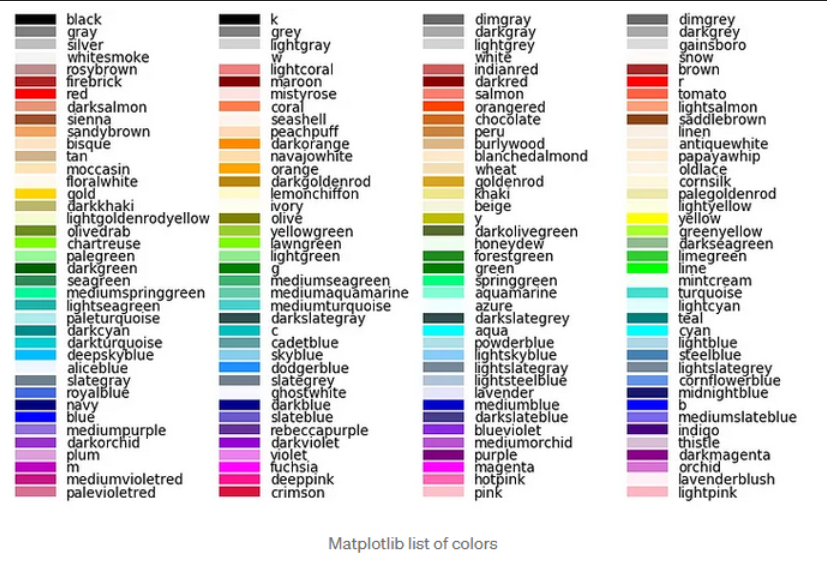 black k dimgray dimgrey
gray grey darkgray darkgrey
silver lightgray lightgrey gainsboro
whitesmoke w white snow
rosybrown lightcoral indianred brown
firebrick maroon darkred r
red mistyrose salmon tomato
darksalmon coral orangered lightsalmon
sienna seashell chocolate saddlebrown
sandybrown peachpuff peru linen
bisque darkorange burlywood antiquewhite
tan navajowhite blanchedalmond papayawhip
moccasin orange wheat oldlace
floralwhite darkgoldenrod goldenrod cornsilk
gold lemonchiffon khaki palegoldenrod
darkkhaki ivory beige lightyellow
lightgoldenrodyellow olive y yellow
olivedrab yellowgreen darkolivegreen greenyellow
chartreuse lawngreen honeydew darkseagreen
palegreen lightgreen forestgreen limegreen
darkgreen g green lime
seagreen mediumseagreen springgreen mintcream
mediumspringgreen mediumaquamarine aquamarine turquoise
lightseagreen mediumturquoise azure lightcyan
paleturquoise darkslategray darkslategrey teal
darkcyan c aqua cyan
darkturquoise cadetblue powderblue lightblue
deepskyblue skyblue lightskyblue steelblue
aliceblue dodgerblue lightslategray lightslategrey
slategray slategrey lightsteelblue cornflowerblue
royalblue ghostwhite lavender midnightblue
navy darkblue mediumblue b
blue slateblue darkslateblue mediumslateblue
mediumpurple rebeccapurple blueviolet indigo
darkorchid darkviolet mediumorchid thistle
plum violet purple darkmagenta
m fuchsia magenta orchid
mediumvioletred deeppink hotpink lavenderblush
palevioletred crimson pink lightpink
Matplotlib list of colors